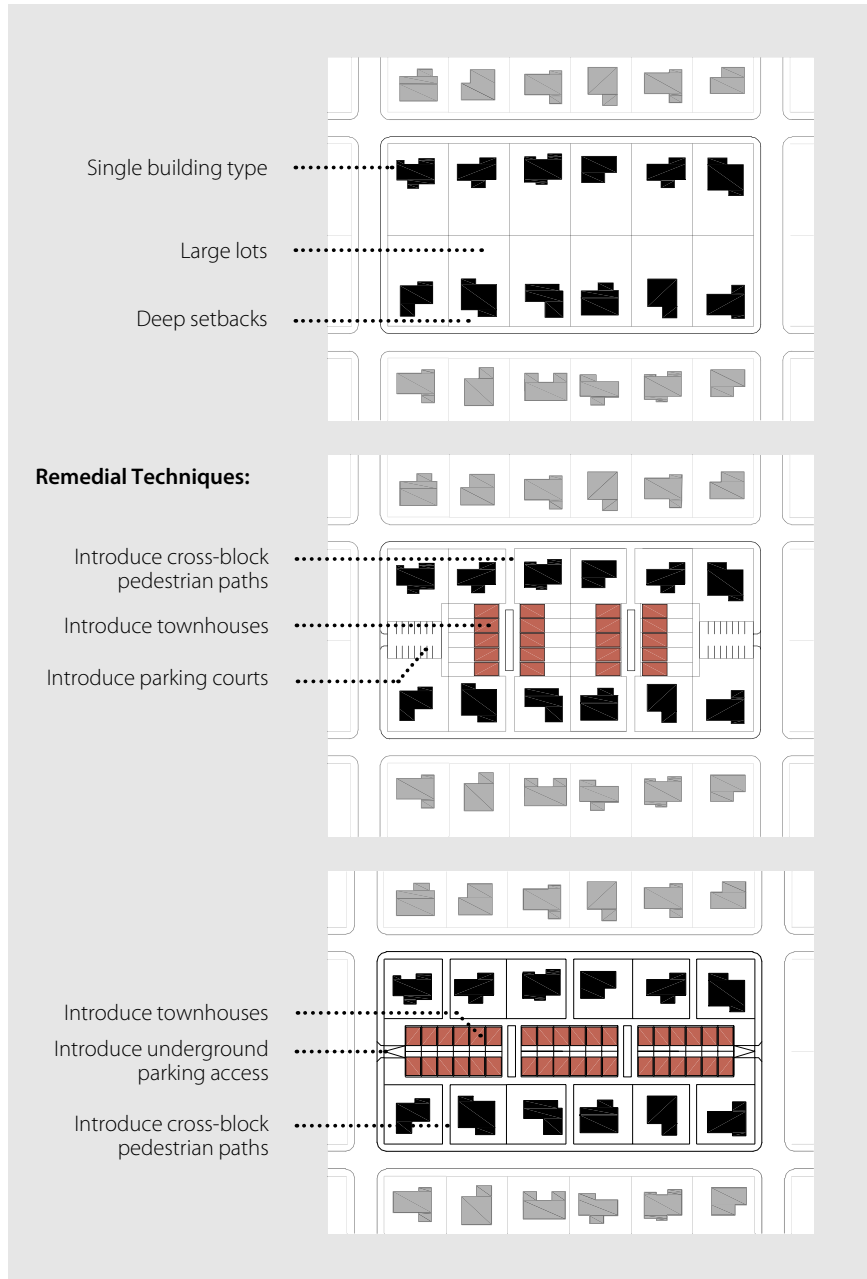 Single building type
Large lots
Deep setbacks
Remedial Techniques:
Introduce cross-block
pedestrian paths
Introduce townhouses
Introduce parking courts
Introduce townhouses
Introduce underground
parking access
Introduce cross-block
pedestrian paths